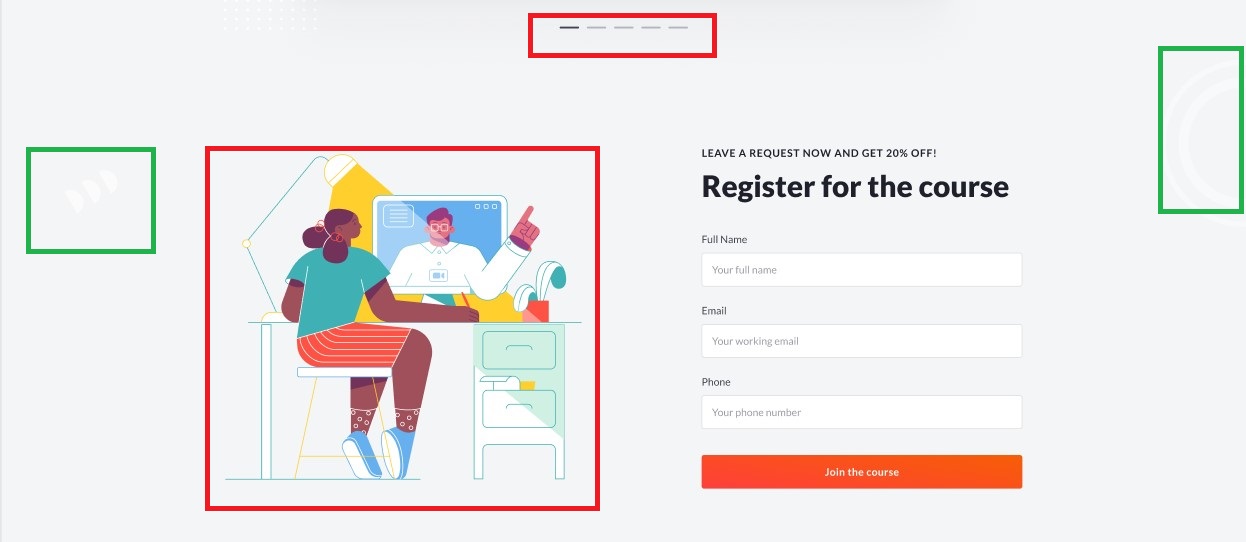 LEAVE A REQUEST NOW AND GET 20% OFF!
Register for the course
Full Name
Your full name
Email
Your working email
Phone
Your phone number
Join the course